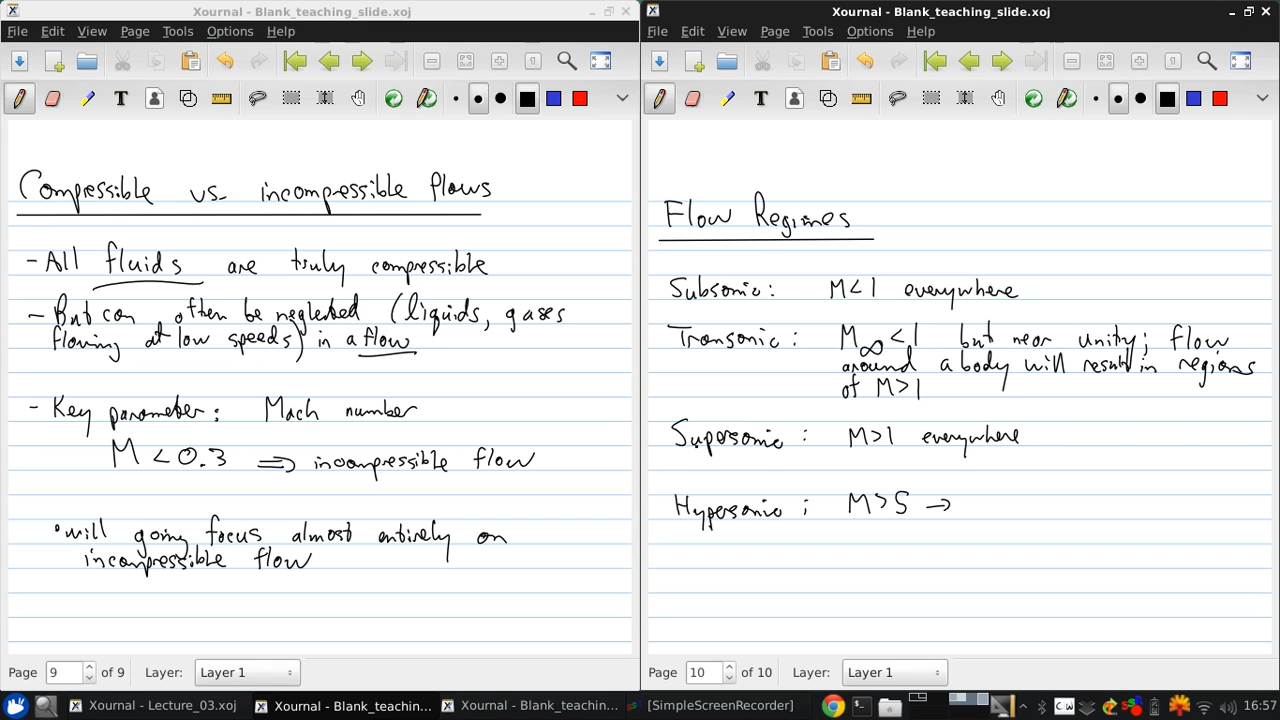 Xournal - Blank_teaching_slide.xoj
File Edit View Page Tools Options Help
Compressible vs. incompressible flows
- All fluids are truly compressible
- But can often be neglected (liquids, gases
flowing at low speeds) in a flow
- Key parameter: Mach number
M < 0.3 ⟹ incompressible flow
• will going focus almost entirely on
incompressible flow
Page 9 of 9 Layer: Layer 1
Xournal - Blank_teaching_slide.xoj
File Edit View Page Tools Options Help
Flow Regimes
Subsonic: M<1 everywhere
Transonic: M∞ <1 but near unity; flow
around a body will result in regions
of M>1
Supersonic: M>1 everywhere
Hypersonic: M>5 →
Page 10 of 10 Layer: Layer 1
Xournal - Lecture_03.xoj Xournal - Blank_teachin... Xournal - Blank_teachin... [SimpleScreenRecorder] 16:57